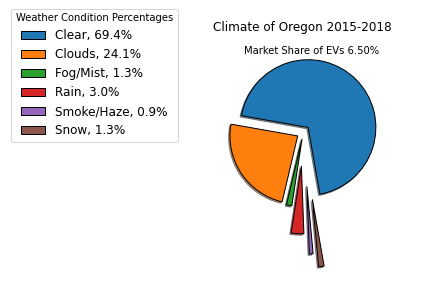 Weather Condition Percentages
Clear, 69.4%
Clouds, 24.1%
Fog/Mist, 1.3%
Rain, 3.0%
Smoke/Haze, 0.9%
Snow, 1.3%
Climate of Oregon 2015-2018
Market Share of EVs 6.50%